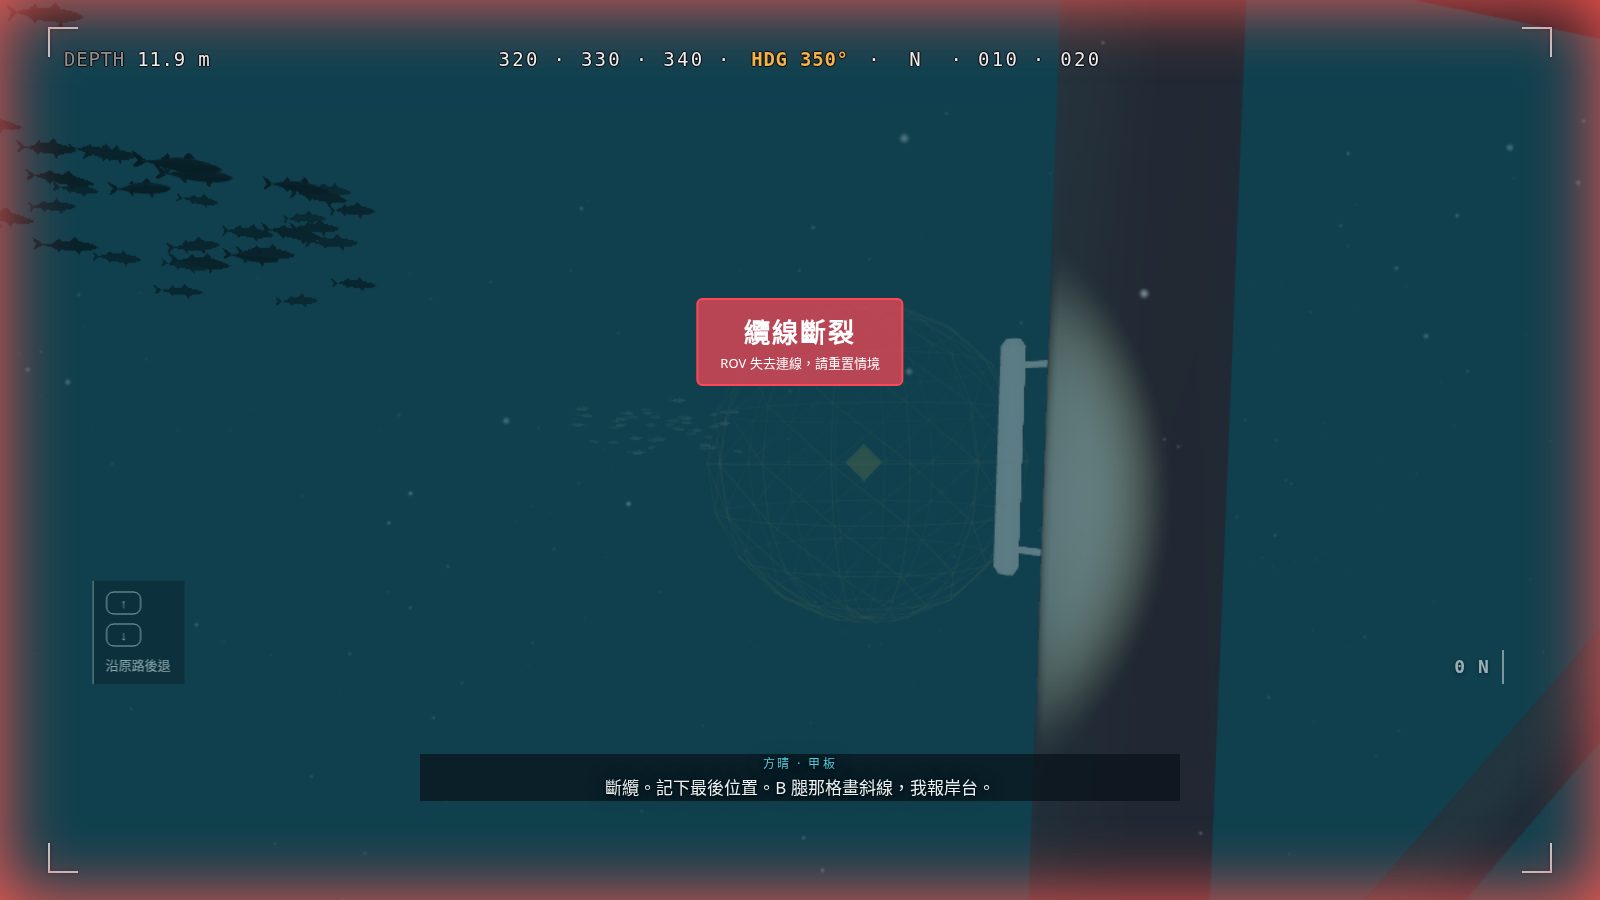 DEPTH 11.9 m
320 · 330 · 340 · HDG 350° · N · 010 · 020
纜線斷裂
ROV 失去連線，請重置情境
↑
↓
沿原路後退
0 N
方晴 · 甲板
斷纜。記下最後位置。B 腿那格畫斜線，我報岸台。